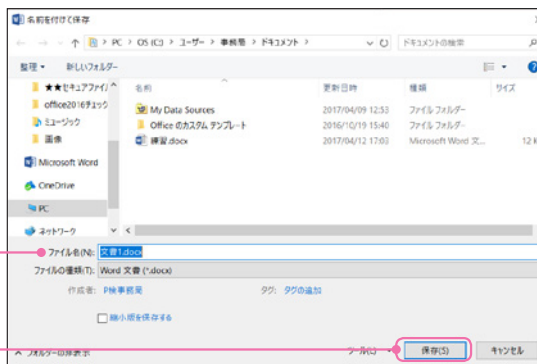 名前を付けて保存
PC > OS (C:) > ユーザー > 事務局 > ドキュメント
ドキュメントの検索
整理
新しいフォルダー
★★セキュアファイ
office2016チェッ
ミュージック
画像
Microsoft Word
OneDrive
PC
ネットワーク
名前 更新日時 種類 サイズ
My Data Sources 2017/04/09 12:53 ファイル フォルダー
Office のカスタム テンプレート 2016/10/19 15:40 ファイル フォルダー
練習.docx 2017/04/12 17:03 Microsoft Word 文... 12 K
ファイル名(N): 文書1.docx
ファイルの種類(T): Word 文書 (*.docx)
作成者: P検事務局 タグ: タグの追加
縮小版を保存する
フォルダーの非表示 ツール(L) 保存(S) キャンセル